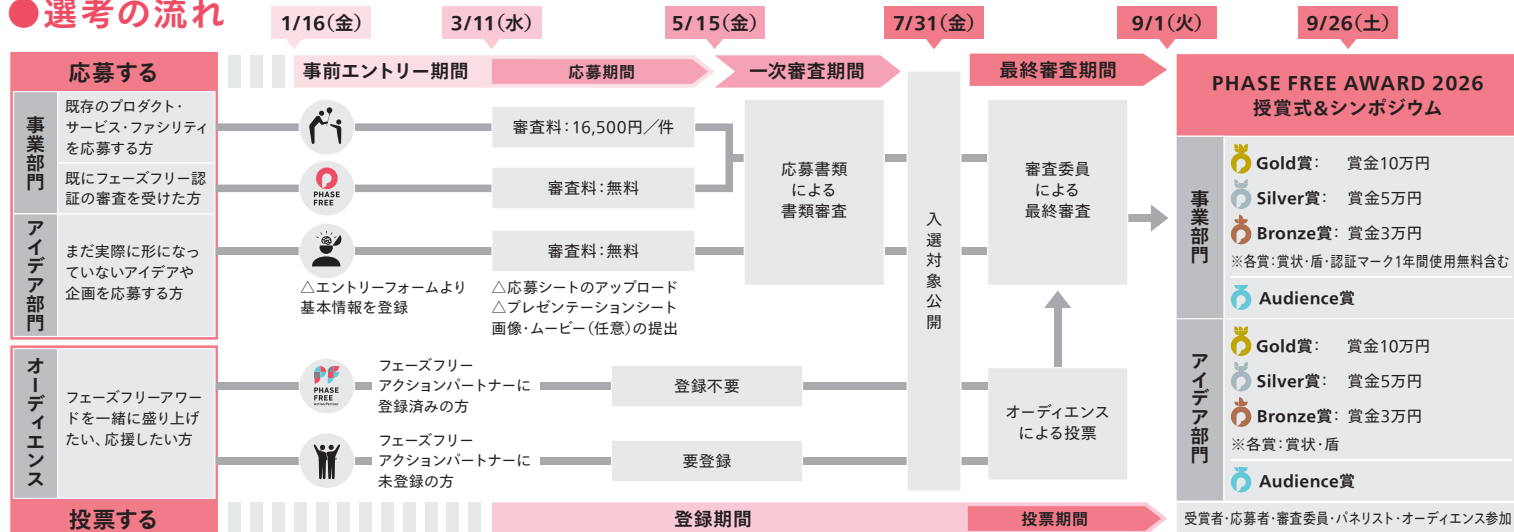 ●選考の流れ
1/16(金)
3/11(水)
5/15(金)
7/31(金)
9/1(火)
9/26(土)
応募する
事前エントリー期間
応募期間
一次審査期間
最終審査期間
事業部門
既存のプロダクト・
サービス・ファシリティ
を応募する方
審査料：16,500円／件
既にフェーズフリー認
証の審査を受けた方
PHASE
FREE
審査料：無料
アイデア部門
まだ実際に形になっ
ていないアイデアや
企画を応募する方
審査料：無料
△エントリーフォームより
基本情報を登録
△応募シートのアップロード
△プレゼンテーションシート
画像・ムービー(任意)の提出
応募書類
による
書類審査
入選対象公開
審査委員
による
最終審査
オーディエンス
フェーズフリーアワー
ドを一緒に盛り上げ
たい、応援したい方
PHASE
FREE
フェーズフリー
アクションパートナーに
登録済みの方
登録不要
フェーズフリー
アクションパートナーに
未登録の方
要登録
オーディエンス
による投票
投票する
登録期間
投票期間
PHASE FREE AWARD 2026
授賞式&シンポジウム
事業部門
Gold賞： 賞金10万円
Silver賞： 賞金5万円
Bronze賞： 賞金3万円
※各賞：賞状・盾・認証マーク1年間使用無料含む
Audience賞
アイデア部門
Gold賞： 賞金10万円
Silver賞： 賞金5万円
Bronze賞： 賞金3万円
※各賞：賞状・盾
Audience賞
受賞者・応募者・審査委員・パネリスト・オーディエンス参加